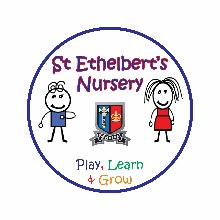 St Ethelbert's
Nursery
Play, Learn
& Grow